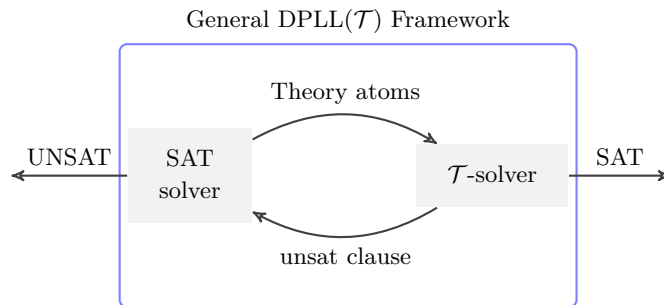 General DPLL(𝒯) Framework
Theory atoms
UNSAT
SAT
solver
𝒯-solver
SAT
unsat clause